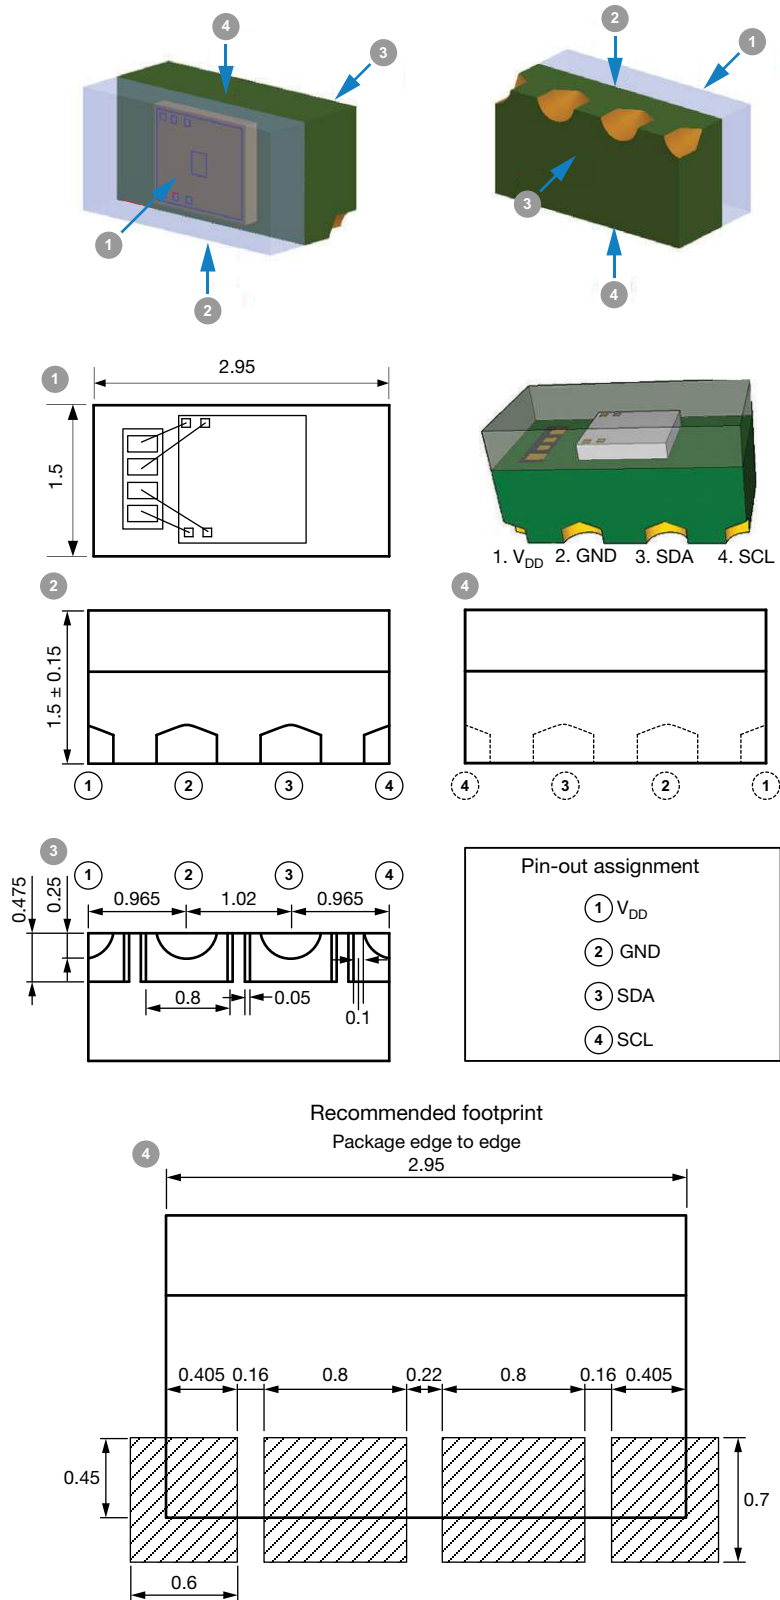 4
3
1
2
2
1
3
4
1
2.95
1.5
1. VDD 2. GND 3. SDA 4. SCL
2
1.5 ± 0.15
1 2 3 4
4
4 3 2 1
3
1 2 3 4
0.475
0.25
0.965 1.02 0.965
0.8 0.05
0.1
Pin-out assignment
1 VDD
2 GND
3 SDA
4 SCL
Recommended footprint
Package edge to edge
4
2.95
0.405 0.16 0.8 0.22 0.8 0.16 0.405
0.45
0.7
0.6